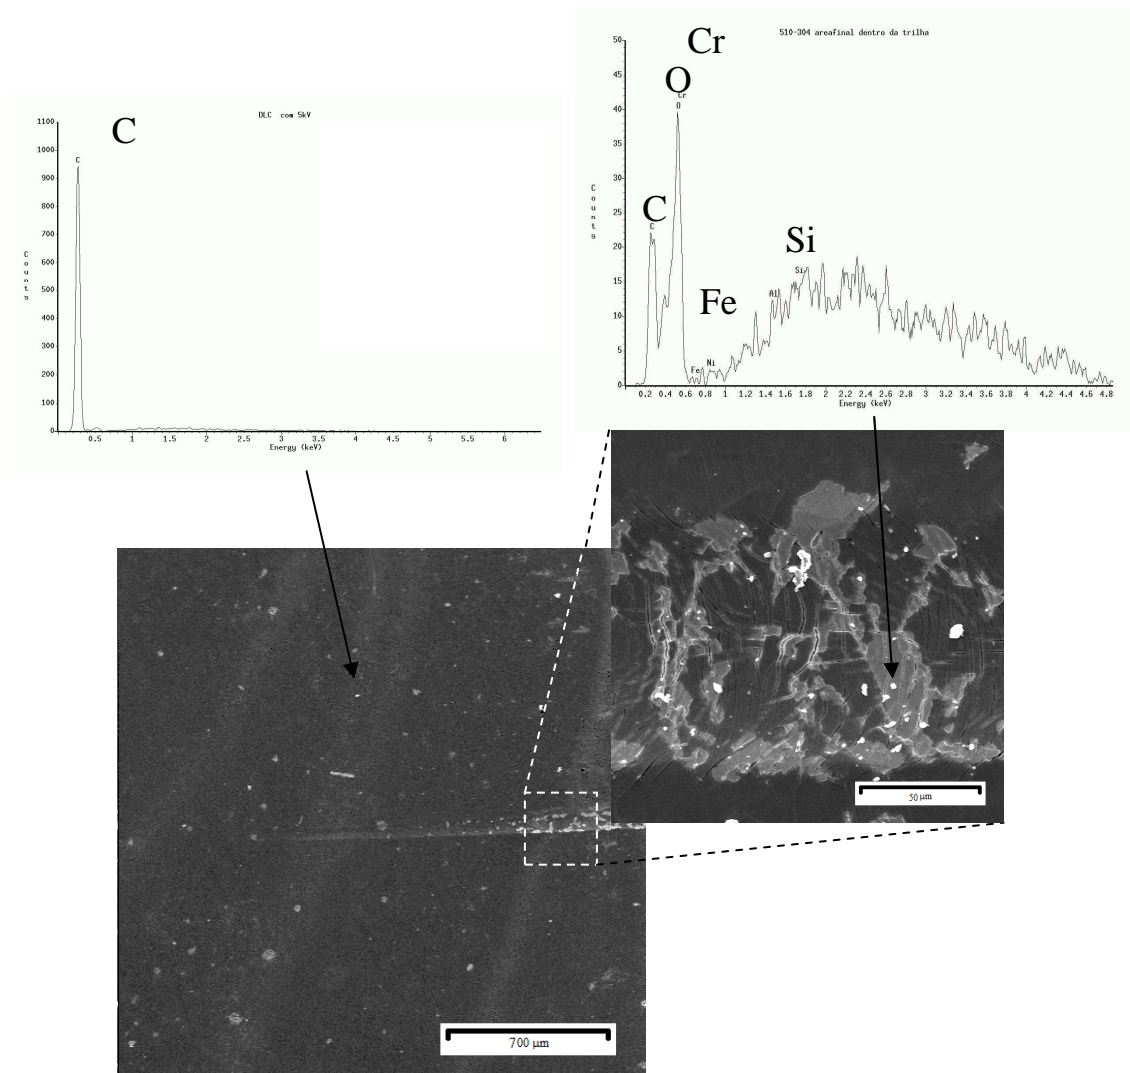 510-304 areafinal dentro da trilha
Cr
O
Cr
O
C
C
Si
Si
Al
Fe
Fe
Ni
Counts
50
45
40
35
30
25
20
15
10
5
0
0.2 0.4 0.6 0.8 1 1.2 1.4 1.6 1.8 2 2.2 2.4 2.6 2.8 3 3.2 3.4 3.6 3.8 4 4.2 4.4 4.6 4.8
Energy (keV)
DLC com 5kV
C
C
Counts
1100
1000
900
800
700
600
500
400
300
200
100
0
0.5 1 1.5 2 2.5 3 3.5 4 4.5 5 5.5 6
Energy (keV)
50 µm
700 µm